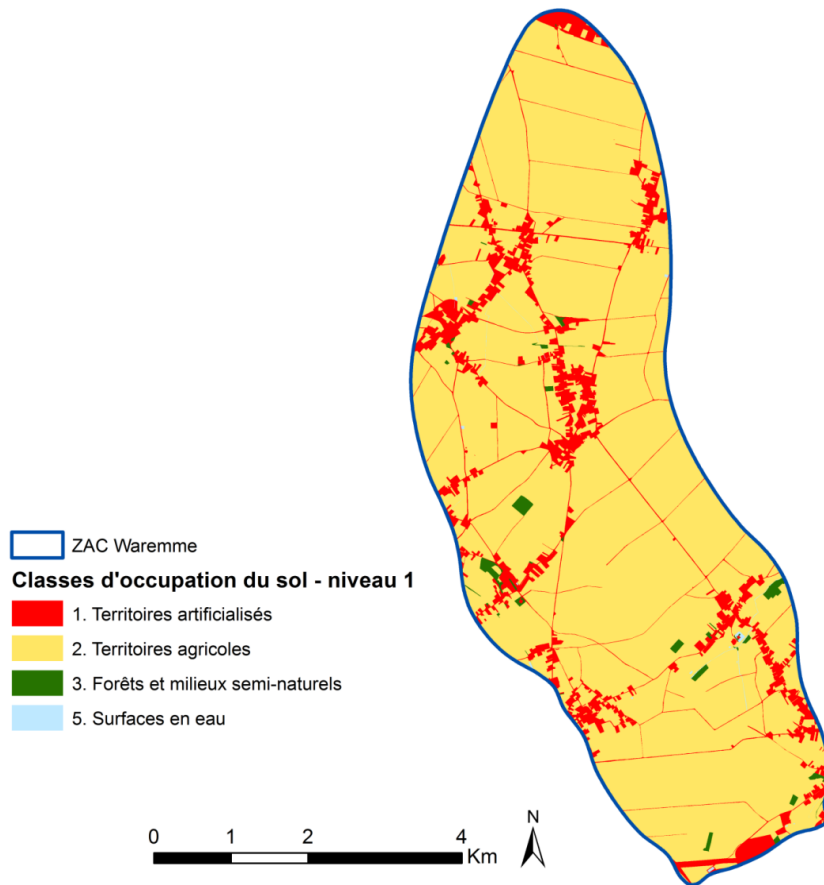 ZAC Waremme
Classes d'occupation du sol - niveau 1
1. Territoires artificialisés
2. Territoires agricoles
3. Forêts et milieux semi-naturels
5. Surfaces en eau
N
0 1 2 4
Km